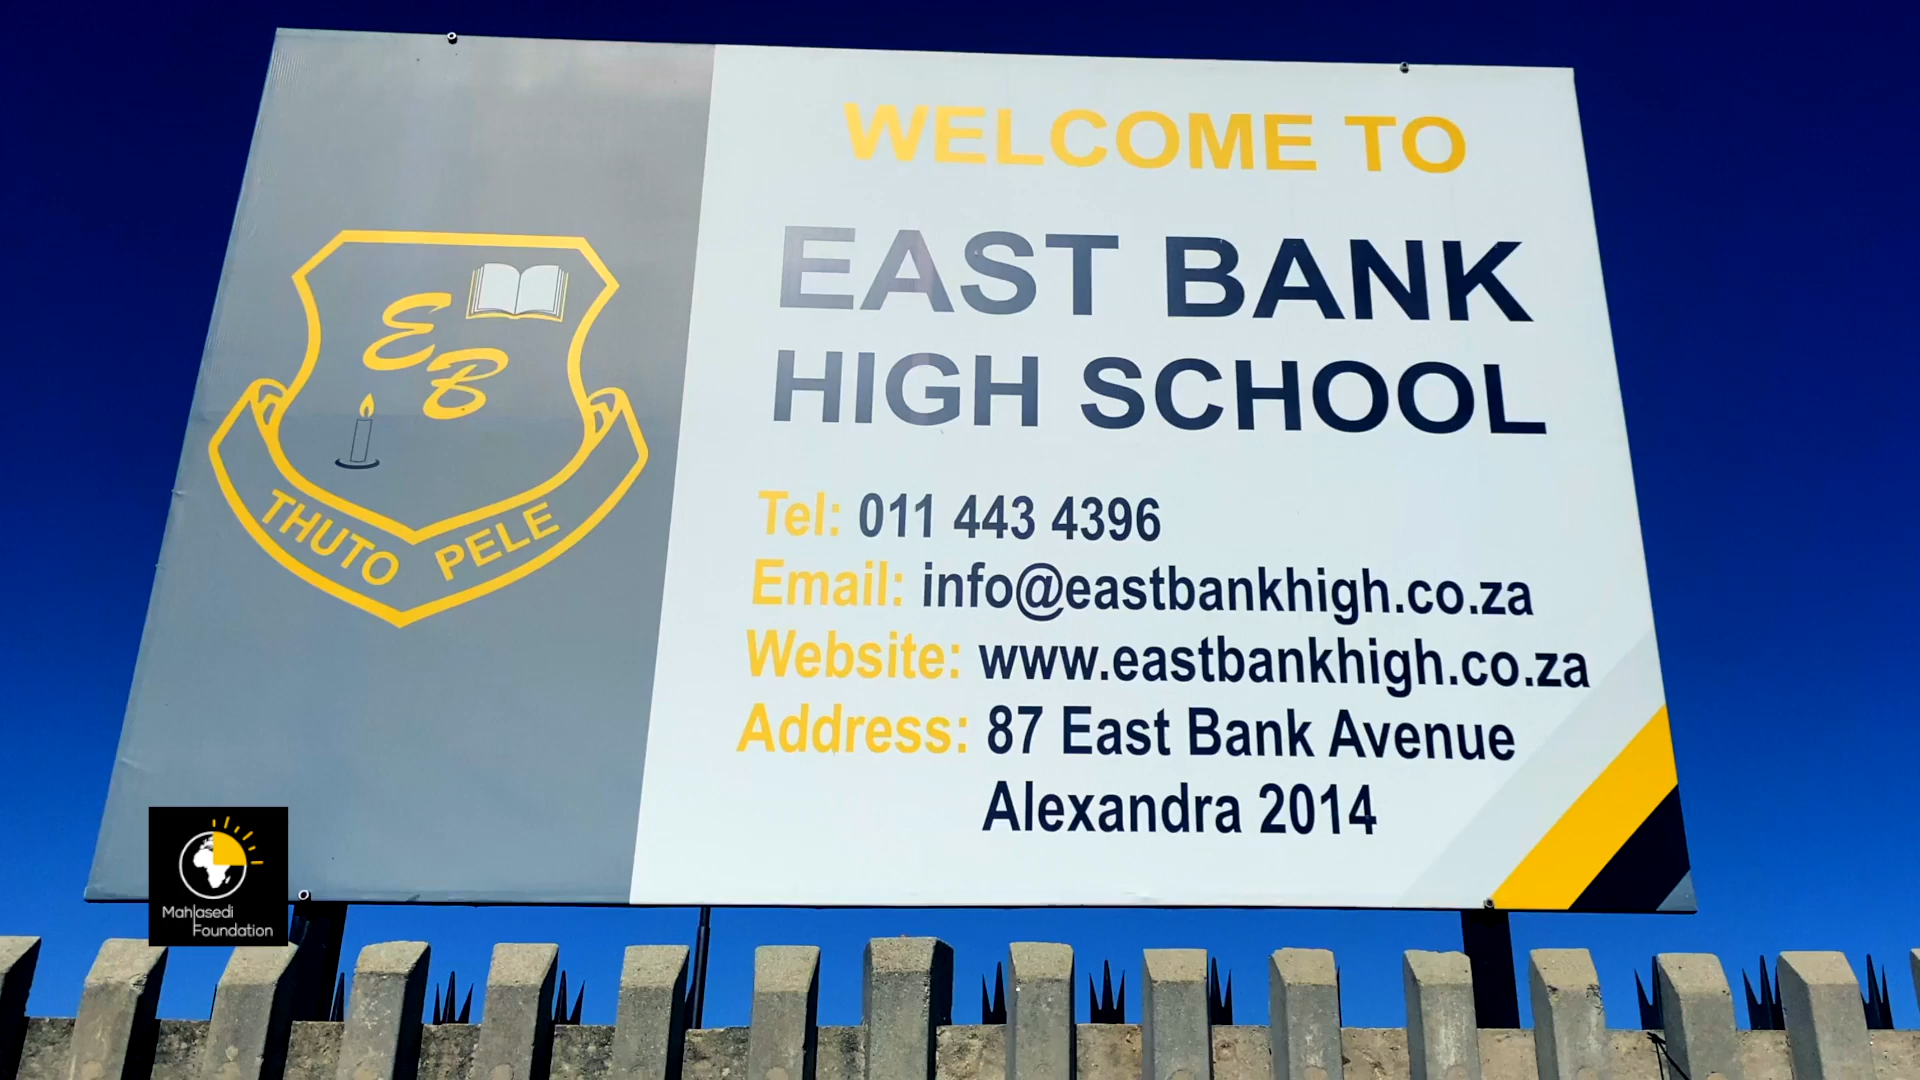 WELCOME TO
EAST BANK
HIGH SCHOOL
EB
THUTO PELE
Tel: 011 443 4396
Email: info@eastbankhigh.co.za
Website: www.eastbankhigh.co.za
Address: 87 East Bank Avenue
Alexandra 2014
Mahlasedi
Foundation